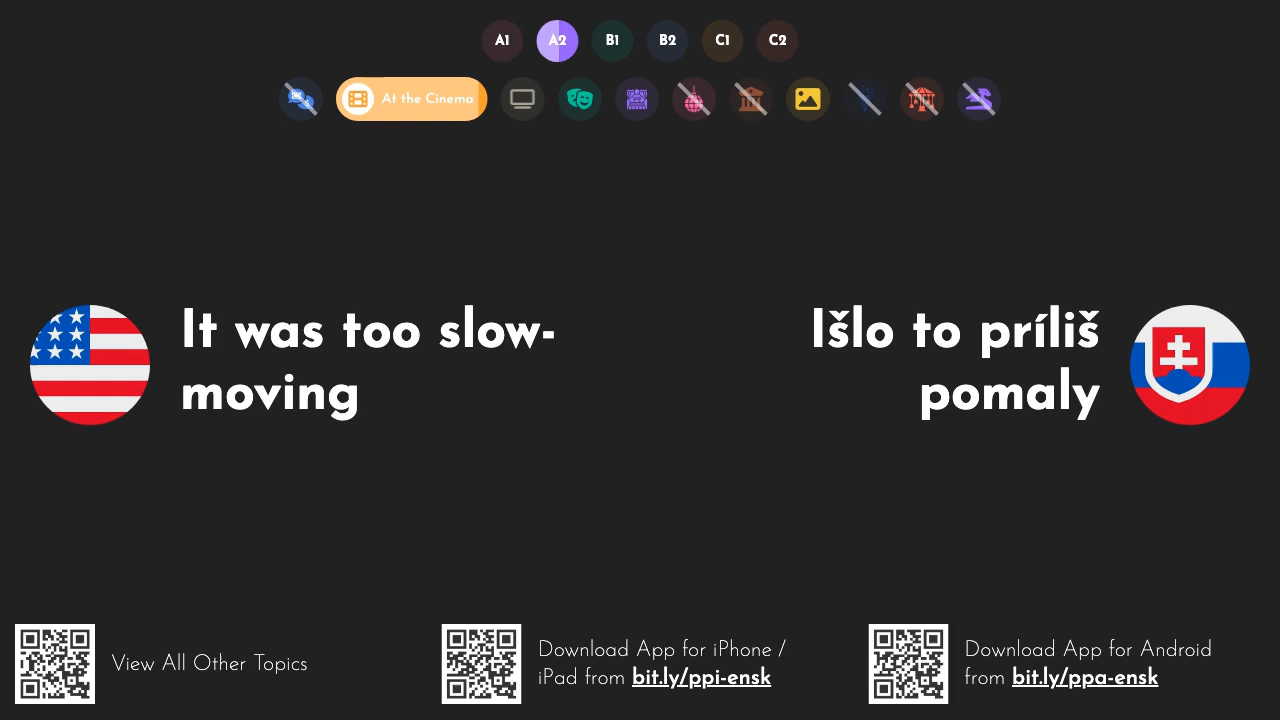 A1 A2 B1 B2 C1 C2
At the Cinema
It was too slow-
moving
Išlo to príliš
pomaly
View All Other Topics
Download App for iPhone /
iPad from bit.ly/ppi-ensk
Download App for Android
from bit.ly/ppa-ensk